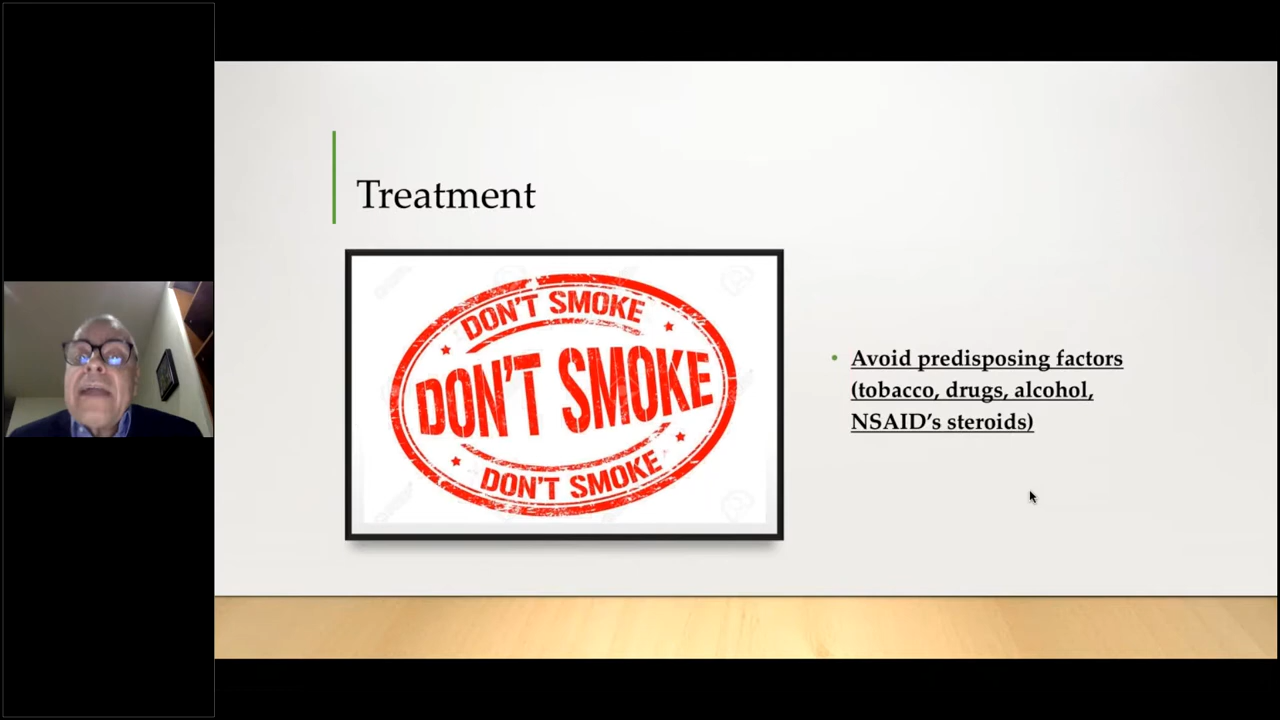 Treatment
DON'T SMOKE
DON'T SMOKE
DON'T SMOKE
• Avoid predisposing factors
(tobacco, drugs, alcohol,
NSAID's steroids)